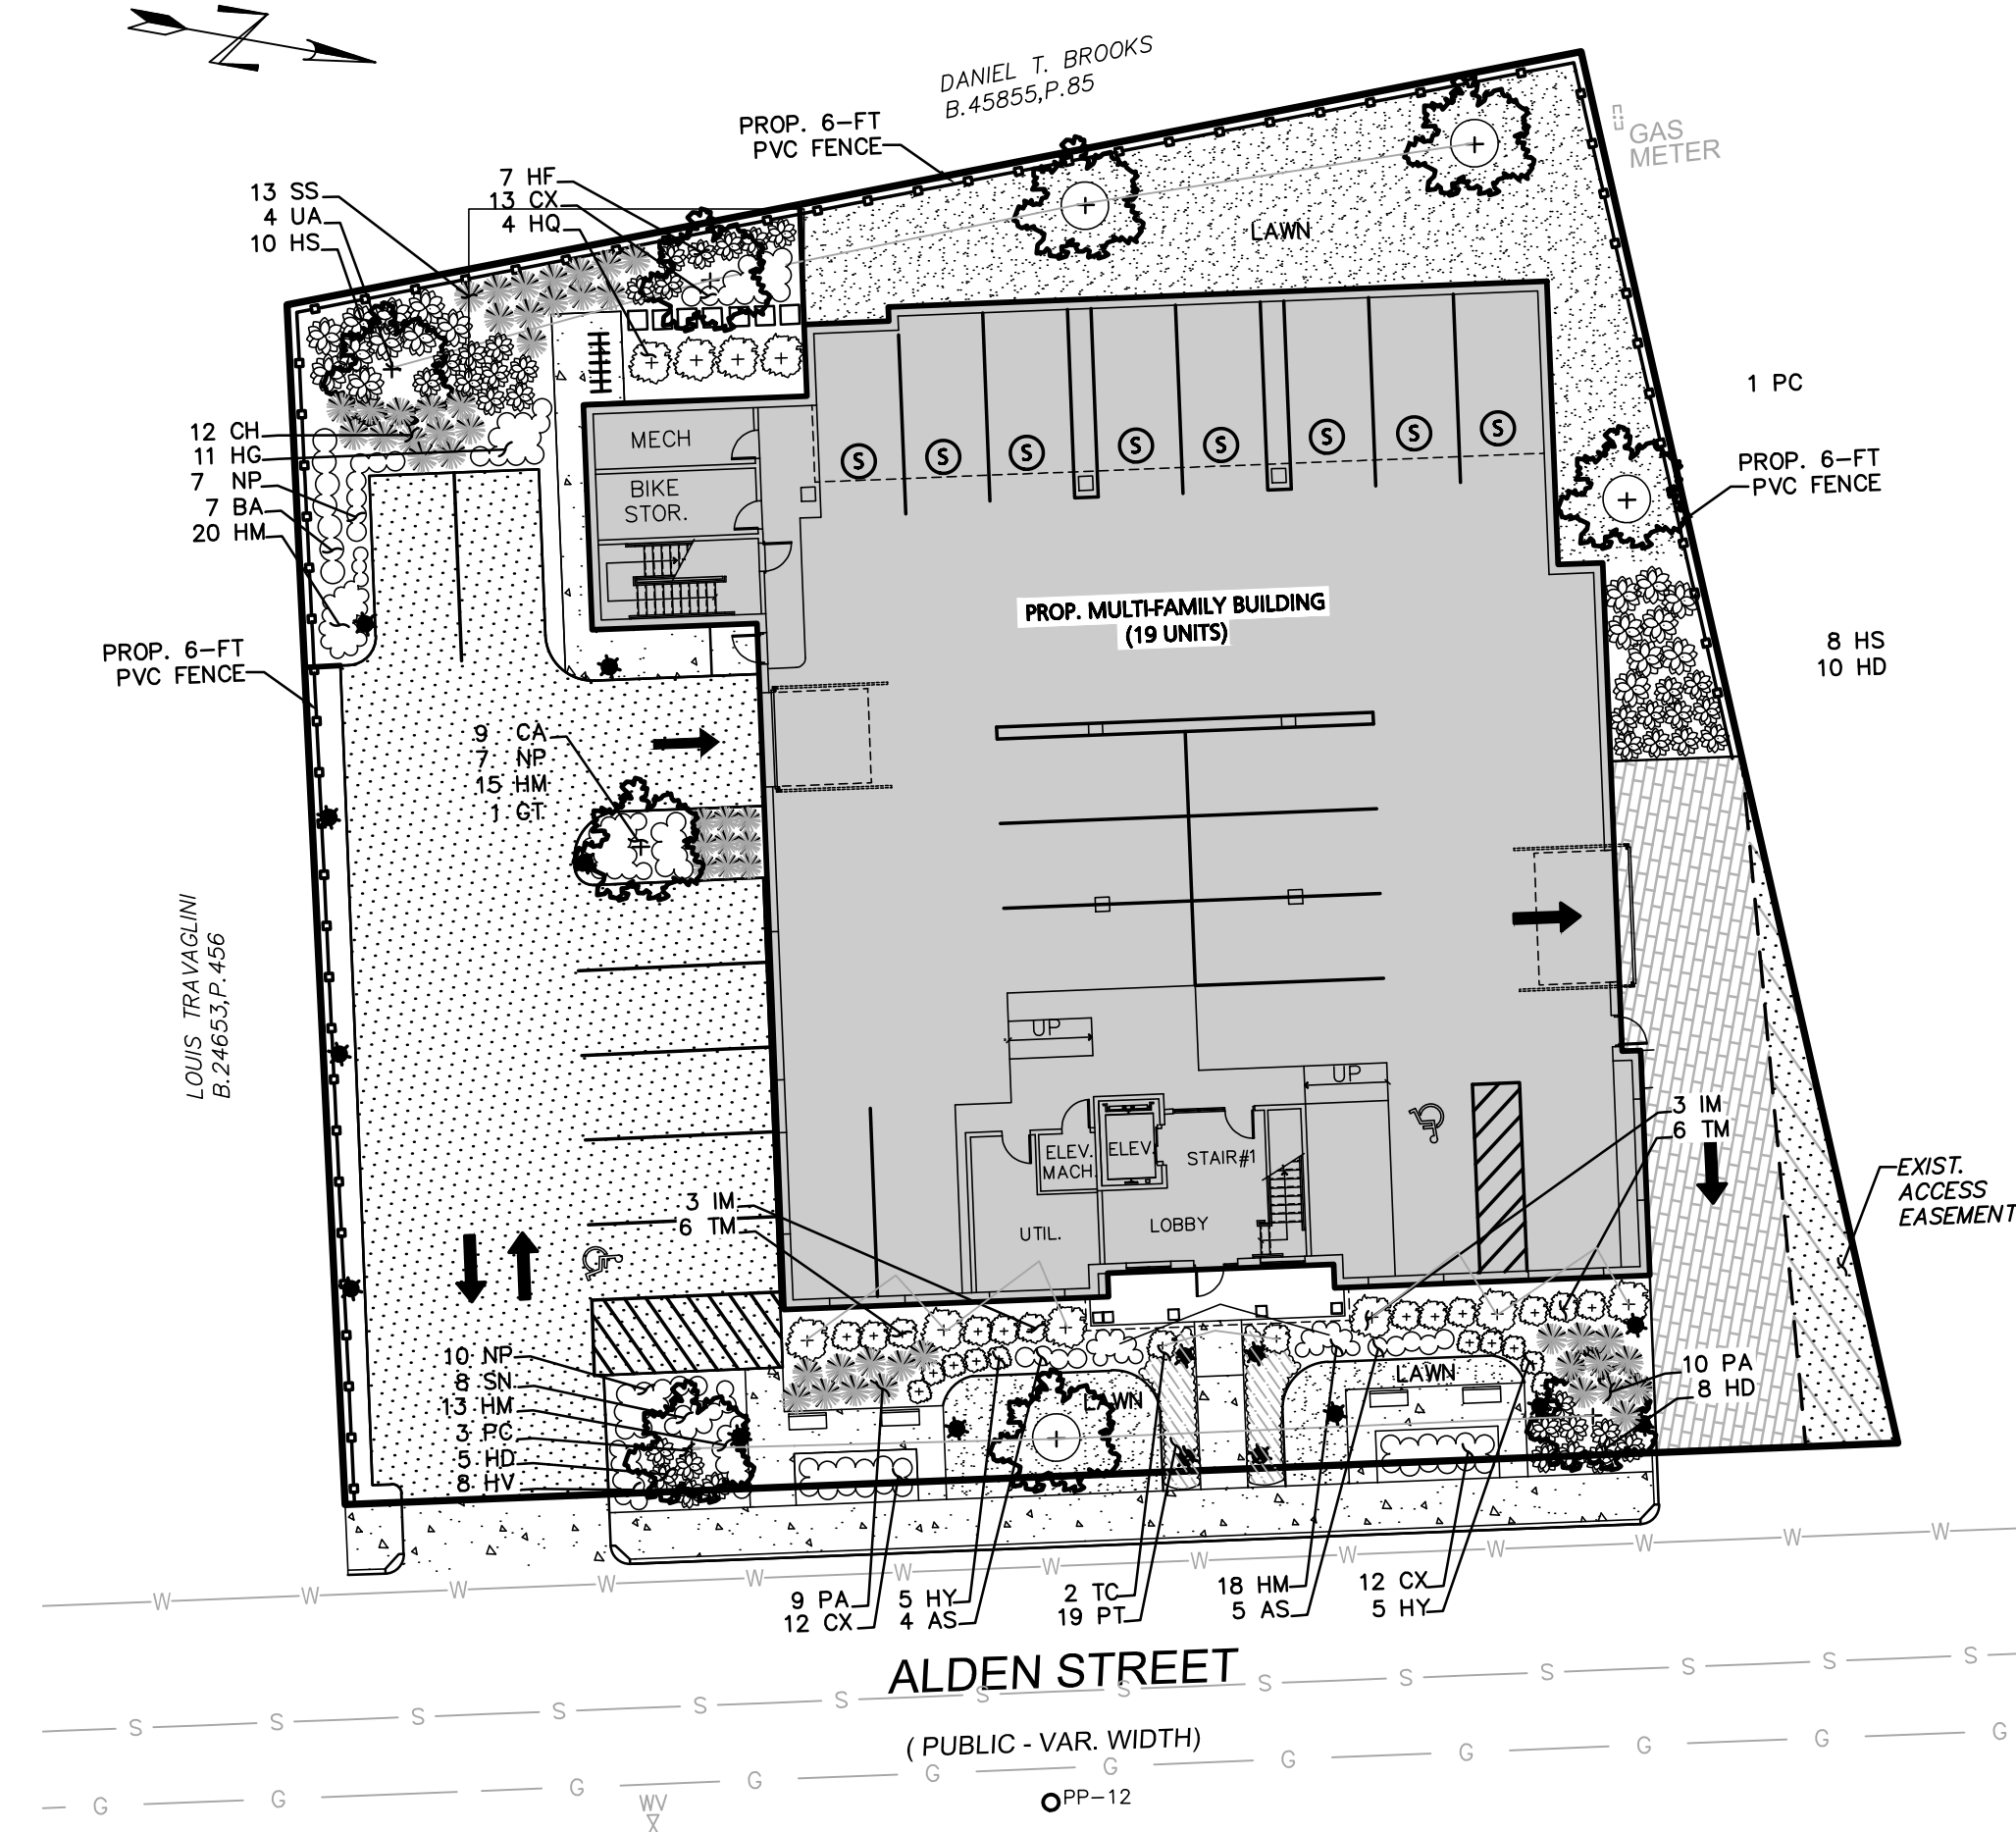 Z
DANIEL T. BROOKS
B.45855,P.85
PROP. 6-FT
PVC FENCE
GAS
METER
7 HF
13 CX
4 HQ
13 SS
4 UA
10 HS
LAWN
1 PC
PROP. 6-FT
PVC FENCE
12 CH
11 HG
7 NP
7 BA
20 HM
MECH
BIKE
STOR.
S S S S S S S S
PROP. MULTI-FAMILY BUILDING
(19 UNITS)
8 HS
10 HD
PROP. 6-FT
PVC FENCE
9 CA
7 NP
15 HM
1 GT
LOUIS TRAVAGLINI
B.24653,P.456
UP
UP
ELEV.
MACH.
ELEV.
STAIR#1
UTIL.
LOBBY
3 IM
6 TM
3 IM
6 TM
EXIST.
ACCESS
EASEMENT
10 NP
8 SN
13 HM
3 PC
5 HD
8 HV
LAWN
LAWN
10 PA
8 HD
9 PA
12 CX
5 HY
4 AS
2 TC
19 PT
18 HM
5 AS
12 CX
5 HY
W W W W W W W W W W W W W
ALDEN STREET
S S S S S S S S S S S S S S
( PUBLIC - VAR. WIDTH)
G G G G G G G G G G G G
WV
PP-12